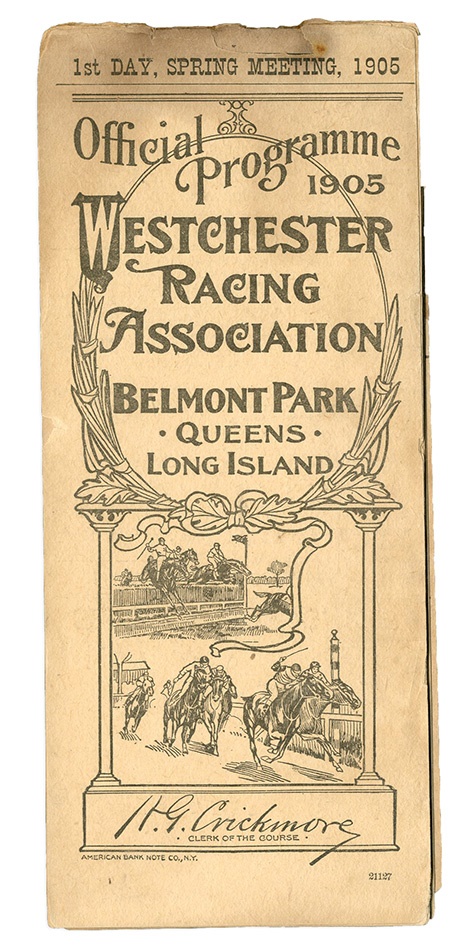 1st DAY, SPRING MEETING, 1905
Official
Programme
1905
WESTCHESTER
RACING
ASSOCIATION
BELMONT PARK
· QUEENS ·
LONG ISLAND
H. G. Crickmore
· CLERK OF THE COURSE ·
AMERICAN BANK NOTE CO., N.Y.
21127